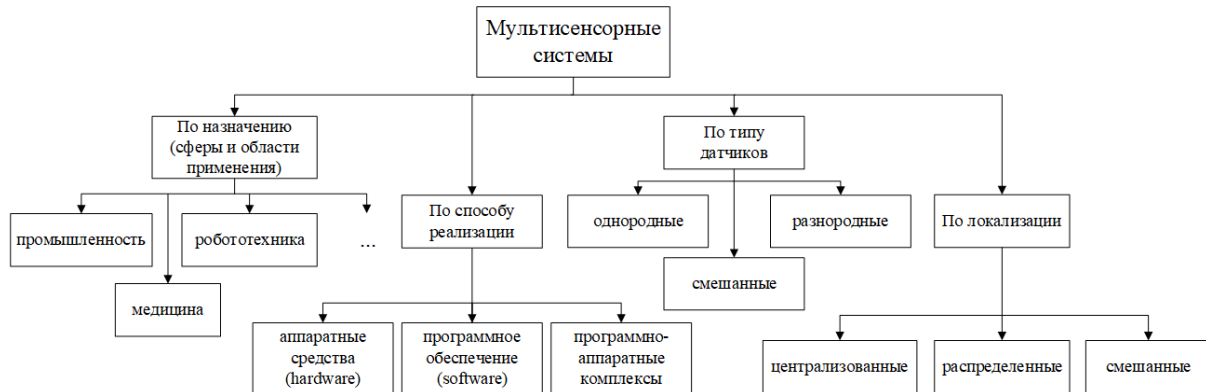 Мультисенсорные
системы
По назначению
(сферы и области
применения)
По типу
датчиков
промышленность
робототехника
...
По способу
реализации
однородные
разнородные
По локализации
медицина
смешанные
аппаратные
средства
(hardware)
программное
обеспечение
(software)
программно-
аппаратные
комплексы
централизованные
распределенные
смешанные